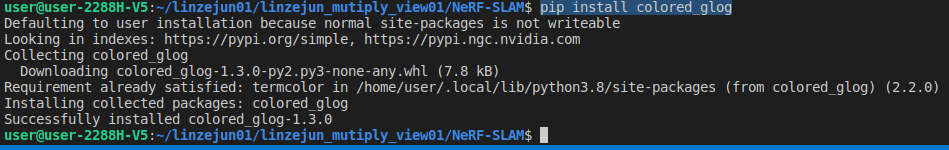 user@user-2288H-V5:~/linzejun01/linzejun_mutiply_view01/NeRF-SLAM$ pip install colored_glog
Defaulting to user installation because normal site-packages is not writeable
Looking in indexes: https://pypi.org/simple, https://pypi.ngc.nvidia.com
Collecting colored_glog
  Downloading colored_glog-1.3.0-py2.py3-none-any.whl (7.8 kB)
Requirement already satisfied: termcolor in /home/user/.local/lib/python3.8/site-packages (from colored_glog) (2.2.0)
Installing collected packages: colored_glog
Successfully installed colored_glog-1.3.0
user@user-2288H-V5:~/linzejun01/linzejun_mutiply_view01/NeRF-SLAM$